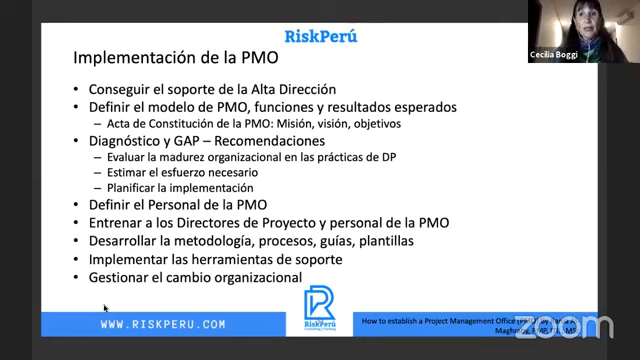 RiskPerú
Cecilia Boggi
Implementación de la PMO
• Conseguir el soporte de la Alta Dirección
• Definir el modelo de PMO, funciones y resultados esperados
– Acta de Constitución de la PMO: Misión, visión, objetivos
• Diagnóstico y GAP – Recomendaciones
– Evaluar la madurez organizacional en las prácticas de DP
– Estimar el esfuerzo necesario
– Planificar la implementación
• Definir el Personal de la PMO
• Entrenar a los Directores de Proyecto y personal de la PMO
• Desarrollar la metodología, procesos, guías, plantillas
• Implementar las herramientas de soporte
• Gestionar el cambio organizacional
WWW.RISKPERU.COM
RiskPerú
How to establish a Project Management Office (PMO) by
zoom